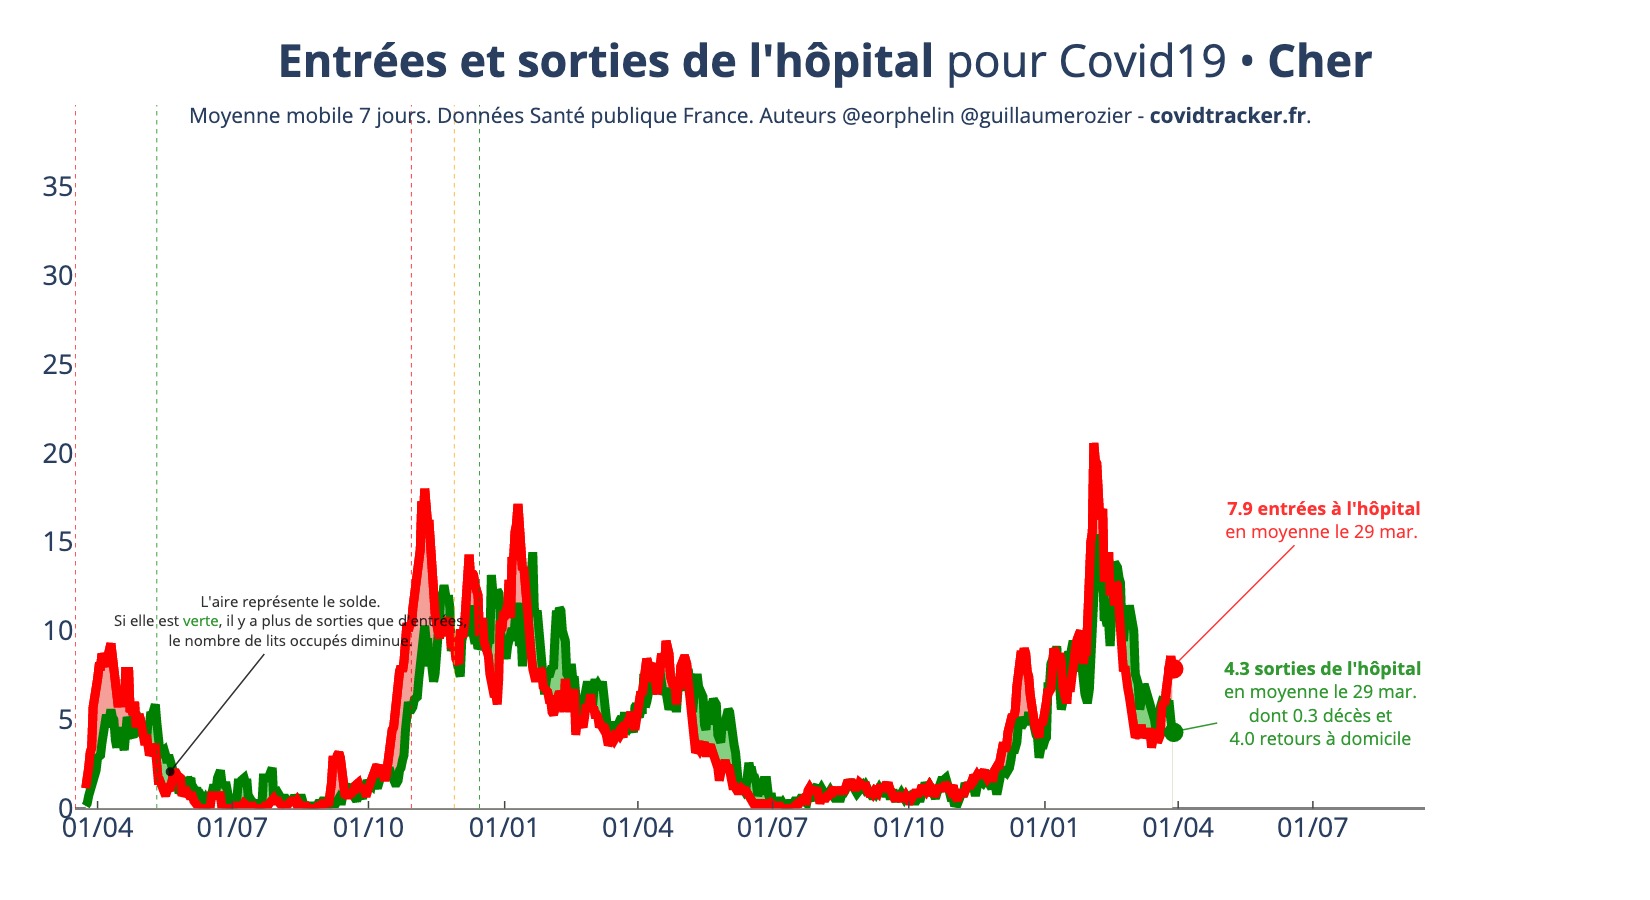 Entrées et sorties de l'hôpital pour Covid19 • Cher
Moyenne mobile 7 jours. Données Santé publique France. Auteurs @eorphelin @guillaumerozier - covidtracker.fr.
35
30
25
20
15
10
5
0
7.9 entrées à l'hôpital
en moyenne le 29 mar.
L'aire représente le solde.
Si elle est verte, il y a plus de sorties que d'entrées,
le nombre de lits occupés diminue.
4.3 sorties de l'hôpital
en moyenne le 29 mar.
dont 0.3 décès et
4.0 retours à domicile
01/04 01/07 01/10 01/01 01/04 01/07 01/10 01/01 01/04 01/07